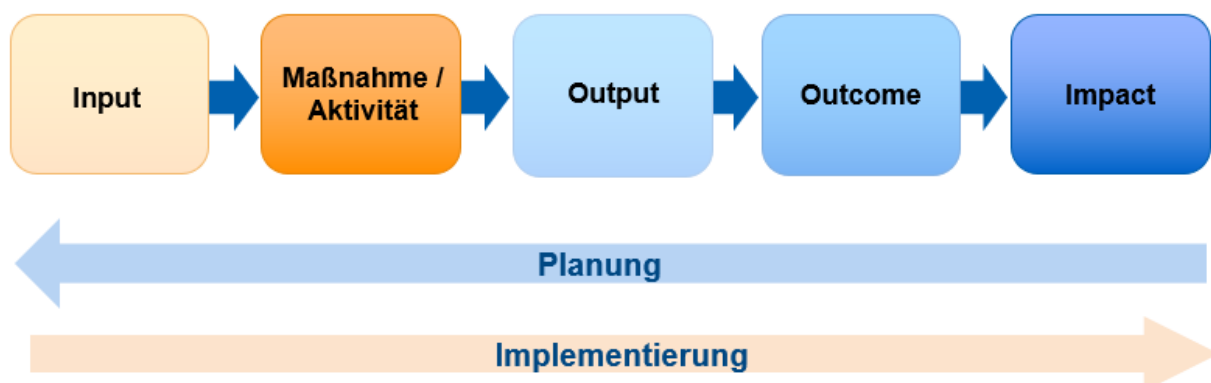 Input
Maßnahme /
Aktivität
Output
Outcome
Impact
Planung
Implementierung